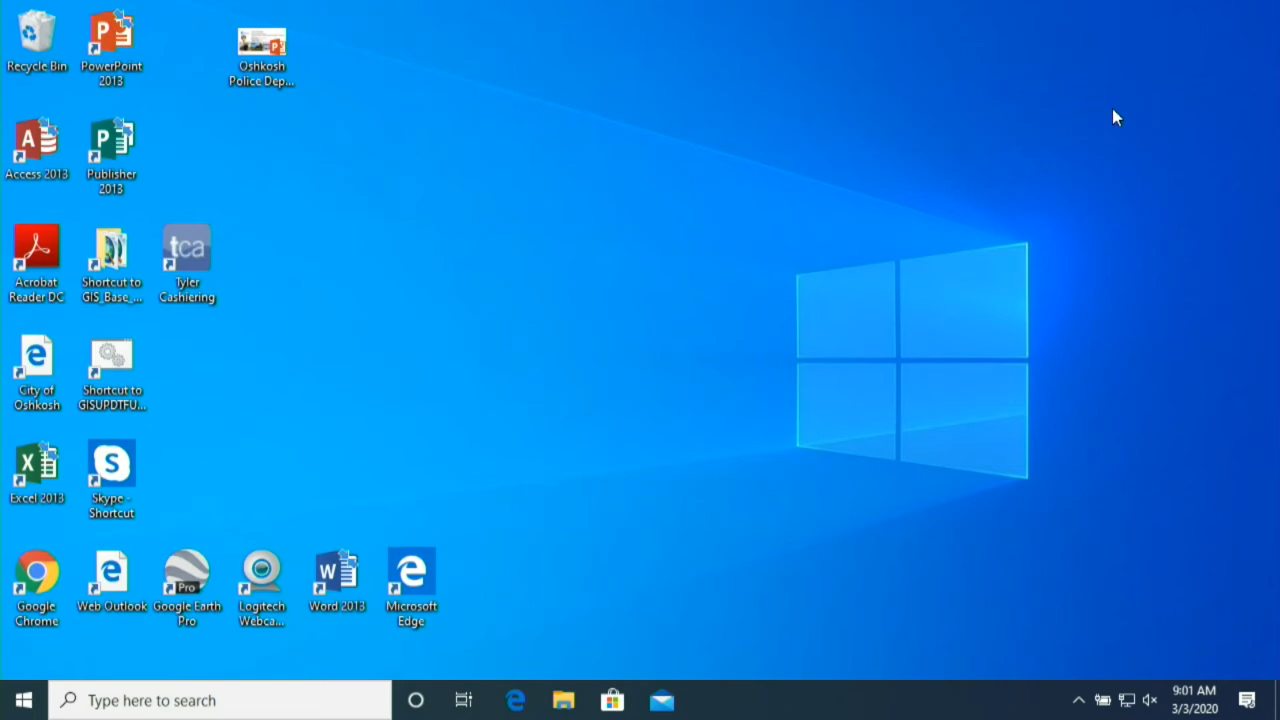 Recycle Bin
PowerPoint
2013
Oshkosh
Police Dep...
Access 2013
Publisher
2013
Acrobat
Reader DC
Shortcut to
GIS_Base_...
tca
Tyler
Cashiering
City of
Oshkosh
Shortcut to
GISUPDTFU...
Excel 2013
Skype -
Shortcut
Google
Chrome
Web Outlook
Pro
Google Earth
Pro
Logitech
Webca...
Word 2013
Microsoft
Edge
Type here to search
9:01 AM
3/3/2020